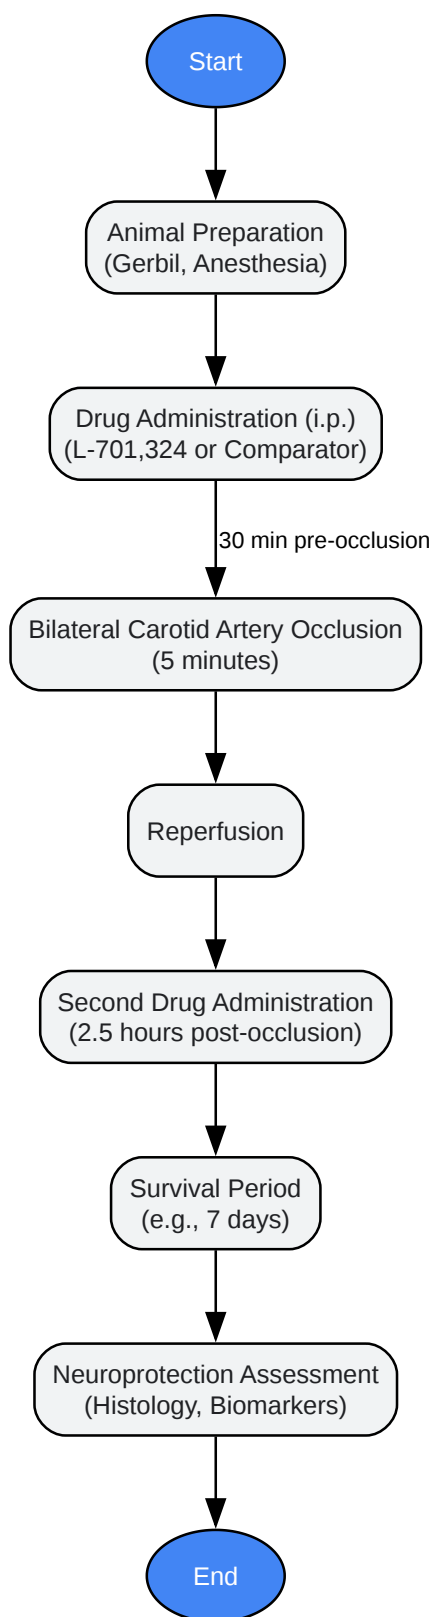 Start
Animal Preparation
(Gerbil, Anesthesia)
Drug Administration (i.p.)
(L-701,324 or Comparator)
30 min pre-occlusion
Bilateral Carotid Artery Occlusion
(5 minutes)
Reperfusion
Second Drug Administration
(2.5 hours post-occlusion)
Survival Period
(e.g., 7 days)
Neuroprotection Assessment
(Histology, Biomarkers)
End